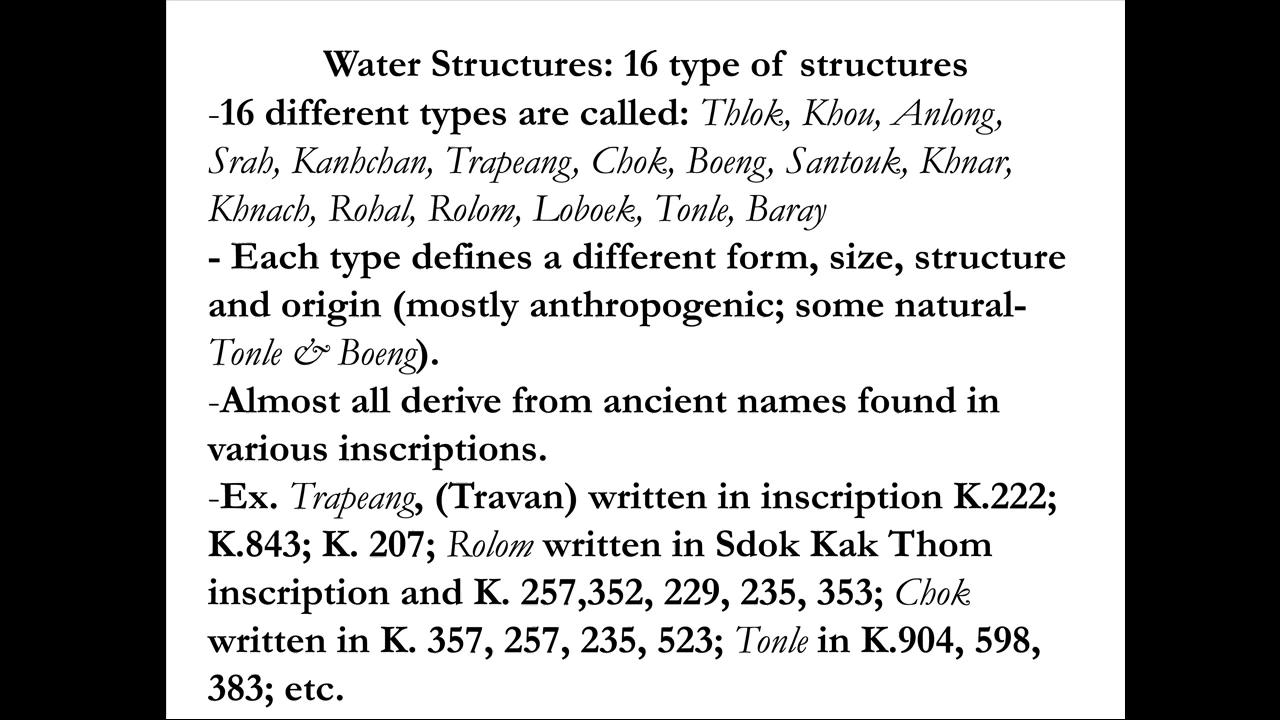 Water Structures: 16 type of structures
-16 different types are called: Thlok, Khou, Anlong,
Srah, Kanhchan, Trapeang, Chok, Boeng, Santouk, Khnar,
Khnach, Rohal, Rolom, Loboek, Tonle, Baray
- Each type defines a different form, size, structure
and origin (mostly anthropogenic; some natural-
Tonle & Boeng).
-Almost all derive from ancient names found in
various inscriptions.
-Ex. Trapeang, (Travan) written in inscription K.222;
K.843; K. 207; Rolom written in Sdok Kak Thom
inscription and K. 257,352, 229, 235, 353; Chok
written in K. 357, 257, 235, 523; Tonle in K.904, 598,
383; etc.